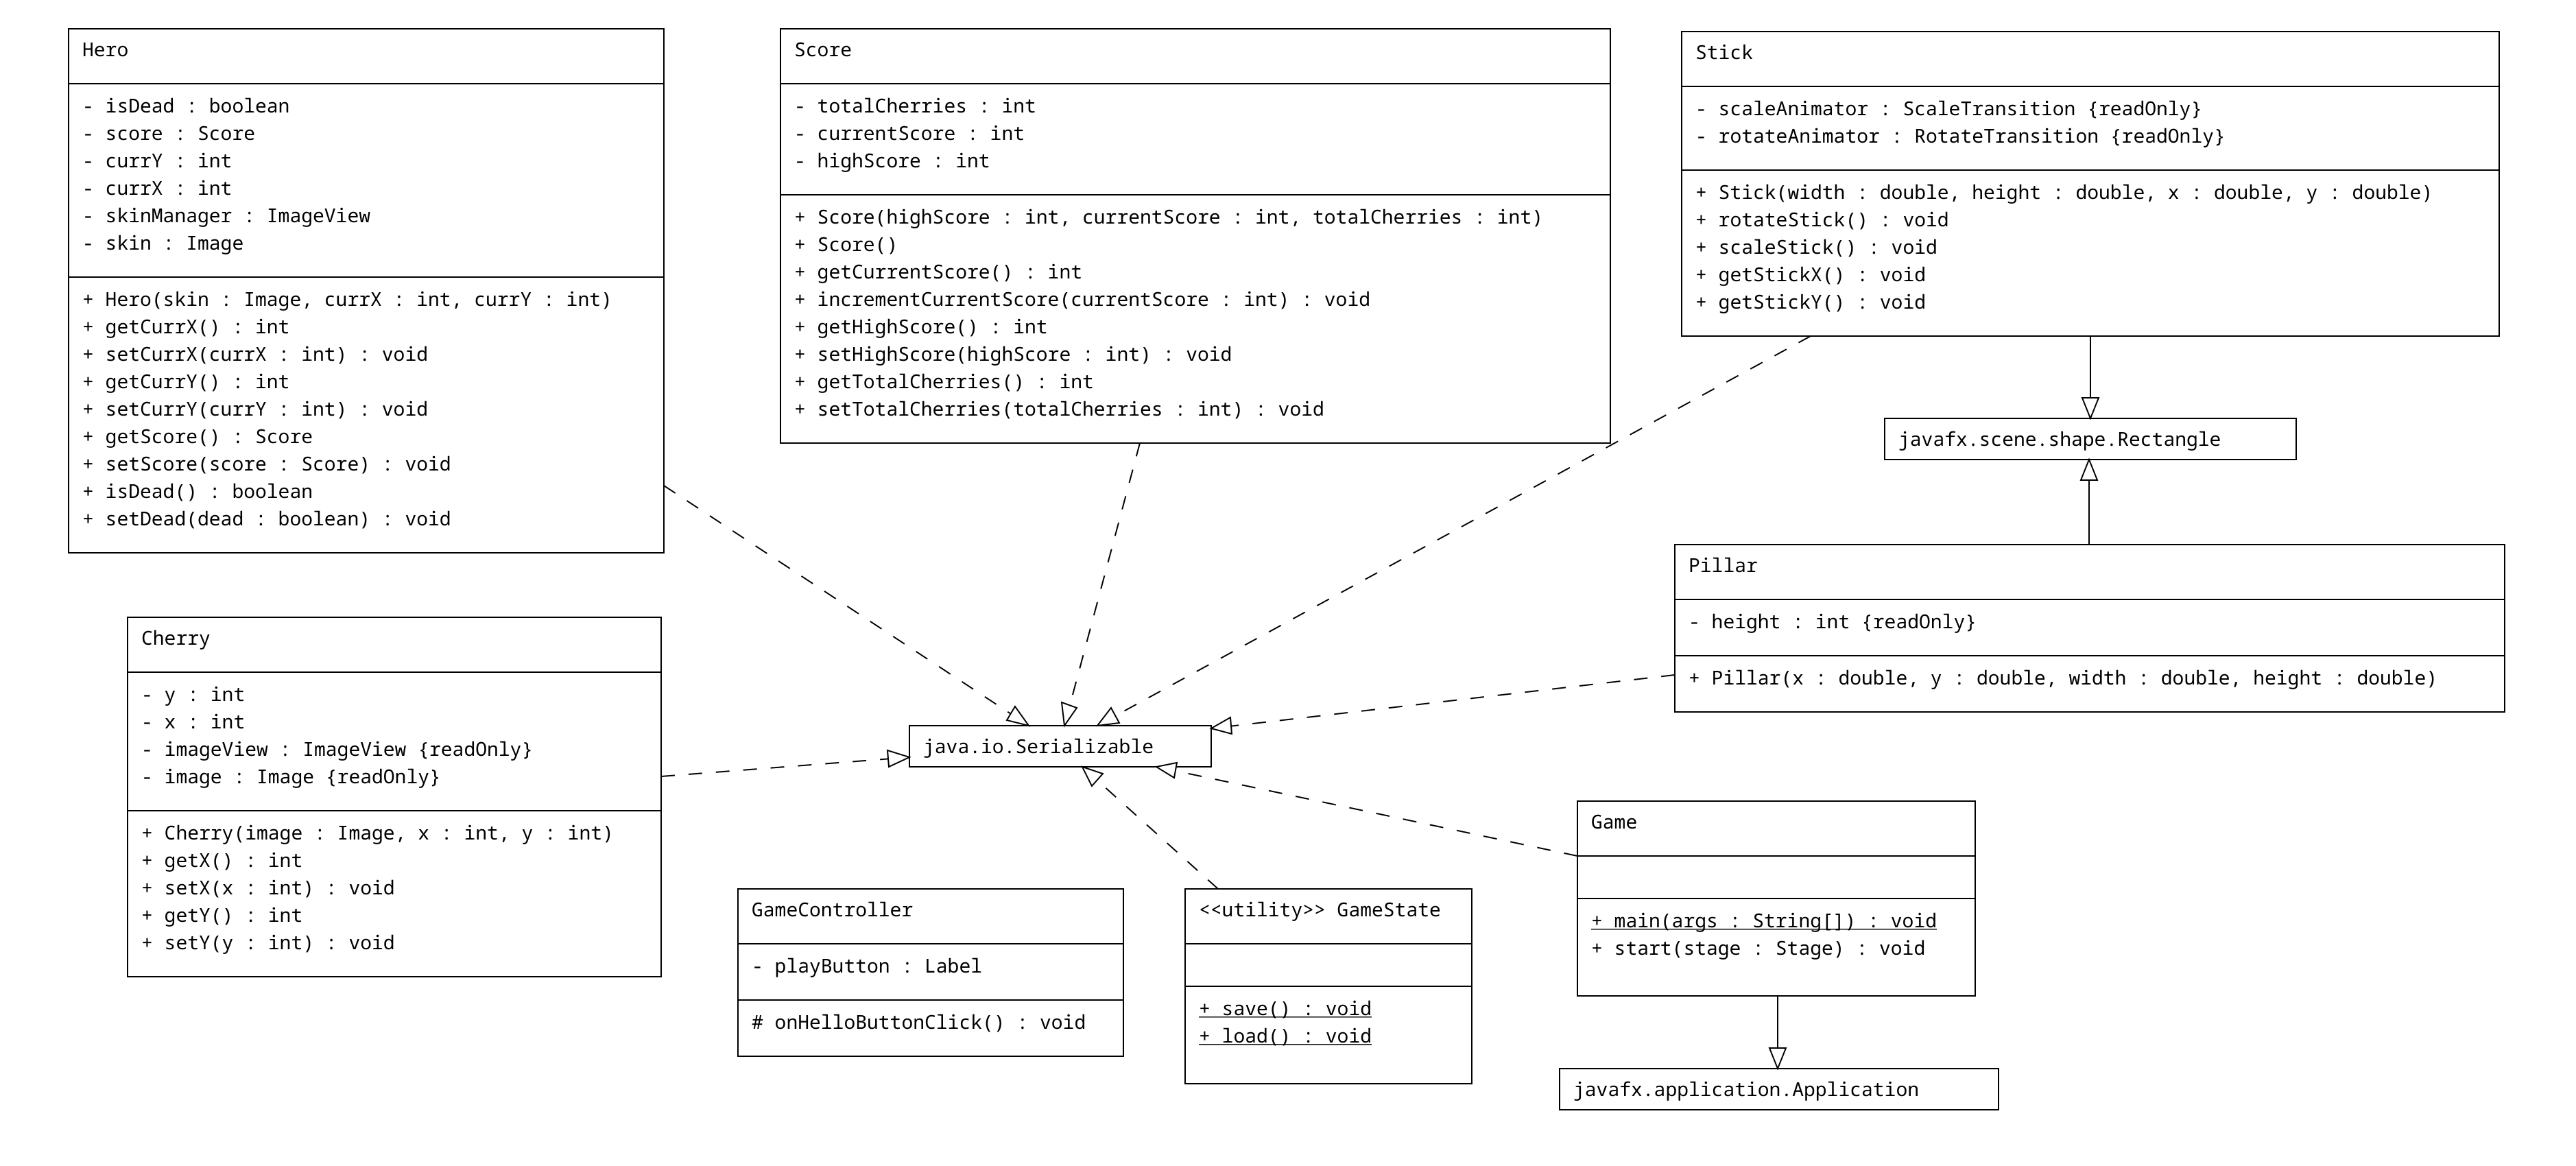 Hero
- isDead : boolean
- score : Score
- currY : int
- currX : int
- skinManager : ImageView
- skin : Image
+ Hero(skin : Image, currX : int, currY : int)
+ getCurrX() : int
+ setCurrX(currX : int) : void
+ getCurrY() : int
+ setCurrY(currY : int) : void
+ getScore() : Score
+ setScore(score : Score) : void
+ isDead() : boolean
+ setDead(dead : boolean) : void
Score
- totalCherries : int
- currentScore : int
- highScore : int
+ Score(highScore : int, currentScore : int, totalCherries : int)
+ Score()
+ getCurrentScore() : int
+ incrementCurrentScore(currentScore : int) : void
+ getHighScore() : int
+ setHighScore(highScore : int) : void
+ getTotalCherries() : int
+ setTotalCherries(totalCherries : int) : void
Stick
- scaleAnimator : ScaleTransition {readOnly}
- rotateAnimator : RotateTransition {readOnly}
+ Stick(width : double, height : double, x : double, y : double)
+ rotateStick() : void
+ scaleStick() : void
+ getStickX() : void
+ getStickY() : void
javafx.scene.shape.Rectangle
Pillar
- height : int {readOnly}
+ Pillar(x : double, y : double, width : double, height : double)
Cherry
- y : int
- x : int
- imageView : ImageView {readOnly}
- image : Image {readOnly}
+ Cherry(image : Image, x : int, y : int)
+ getX() : int
+ setX(x : int) : void
+ getY() : int
+ setY(y : int) : void
java.io.Serializable
GameController
- playButton : Label
# onHelloButtonClick() : void
<<utility>> GameState
+ save() : void
+ load() : void
Game
+ main(args : String[]) : void
+ start(stage : Stage) : void
javafx.application.Application